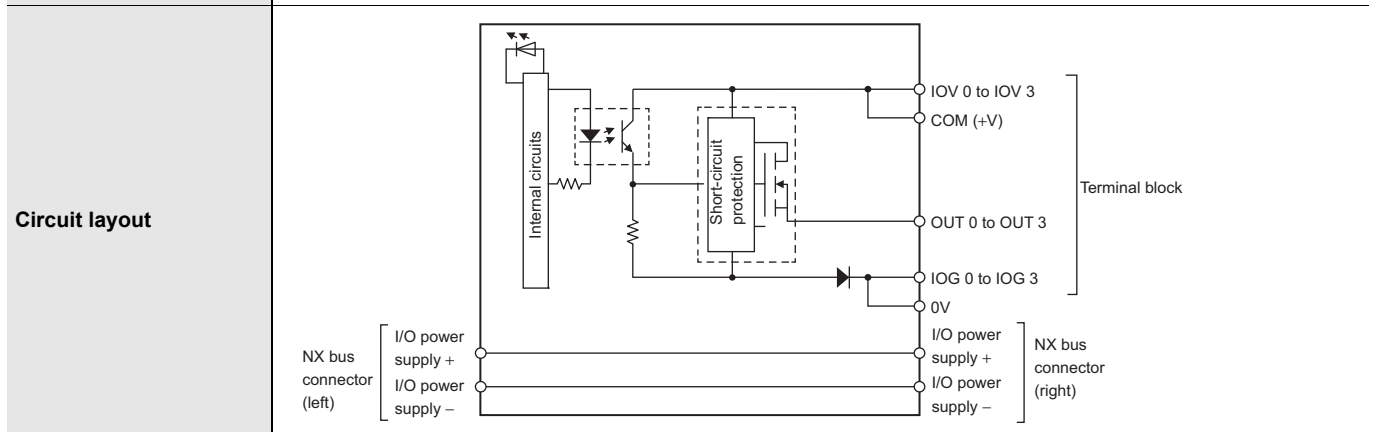 Circuit layout
Internal circuits
Short-circuit
protection
IOV 0 to IOV 3
COM (+V)
OUT 0 to OUT 3
IOG 0 to IOG 3
0V
Terminal block
NX bus
connector
(left)
I/O power
supply +
I/O power
supply −
I/O power
supply +
I/O power
supply −
NX bus
connector
(right)